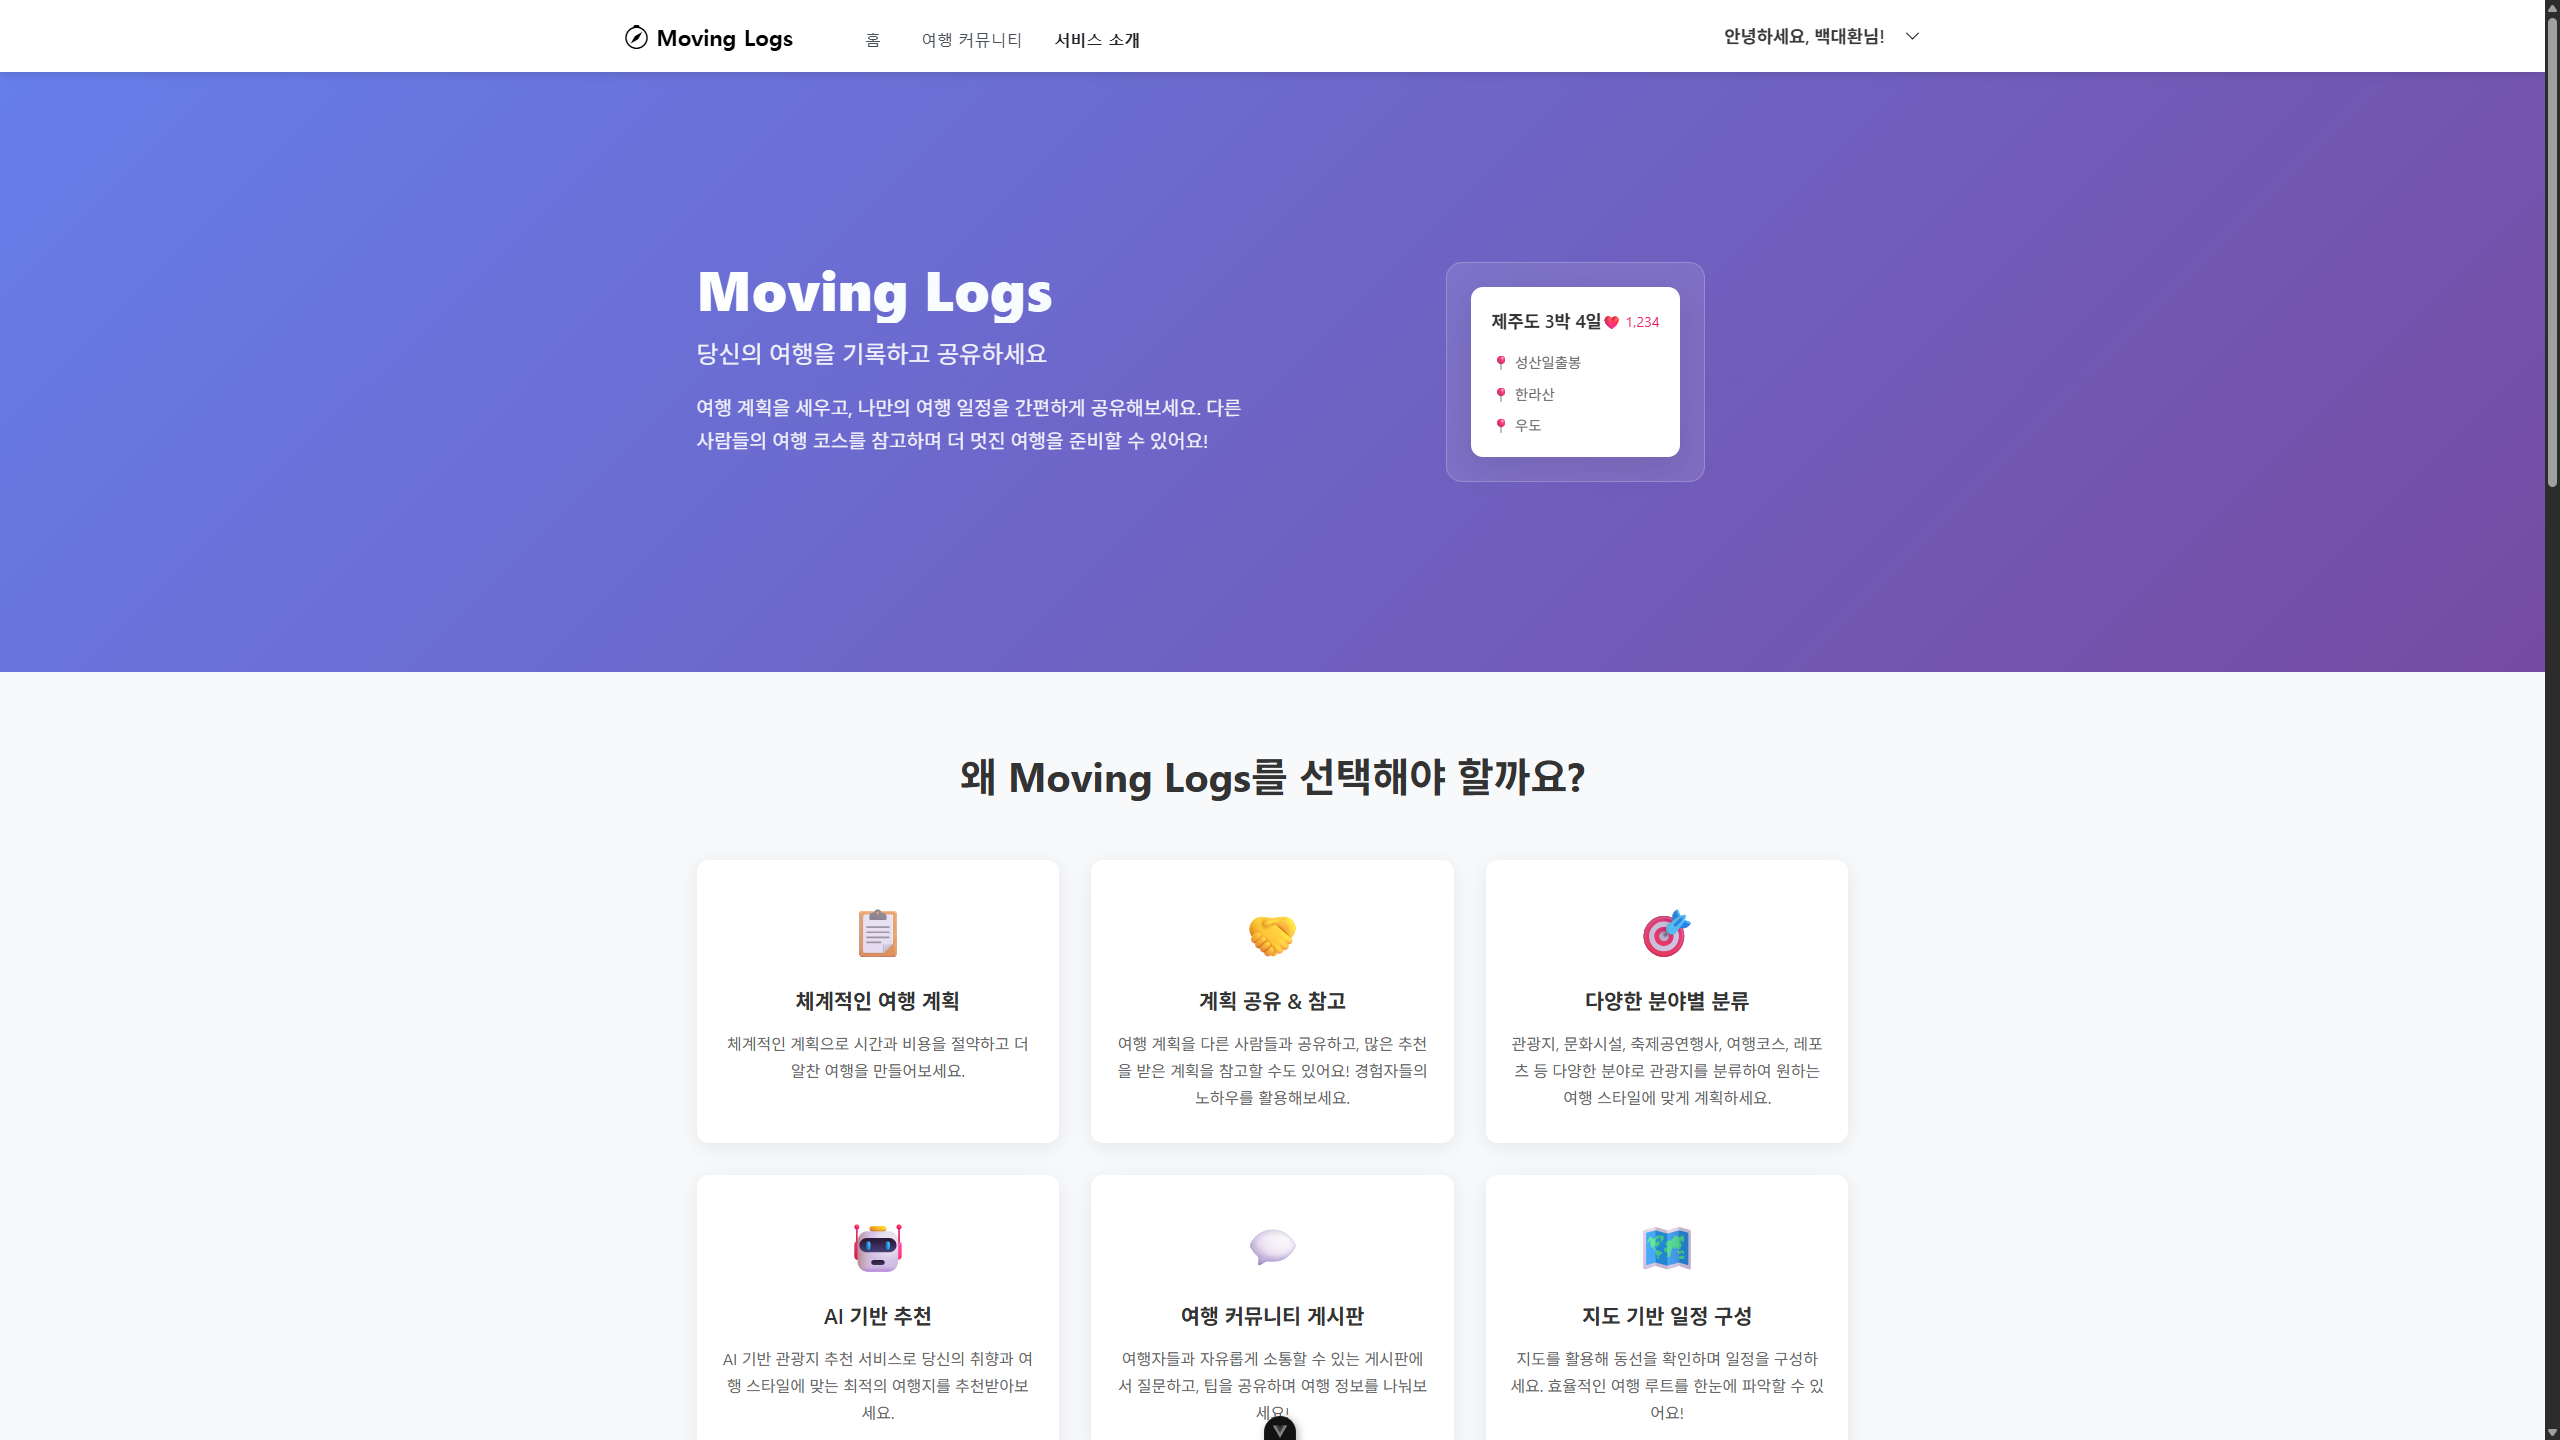 Moving Logs
홈
여행 커뮤니티
서비스 소개
안녕하세요, 백대환님!
Moving Logs
당신의 여행을 기록하고 공유하세요
여행 계획을 세우고, 나만의 여행 일정을 간편하게 공유해보세요. 다른
사람들의 여행 코스를 참고하며 더 멋진 여행을 준비할 수 있어요!
제주도 3박 4일 1,234
성산일출봉
한라산
우도
왜 Moving Logs를 선택해야 할까요?
체계적인 여행 계획
체계적인 계획으로 시간과 비용을 절약하고 더
알찬 여행을 만들어보세요.
계획 공유 & 참고
여행 계획을 다른 사람들과 공유하고, 많은 추천
을 받은 계획을 참고할 수도 있어요! 경험자들의
노하우를 활용해보세요.
다양한 분야별 분류
관광지, 문화시설, 축제공연행사, 여행코스, 레포
츠 등 다양한 분야로 관광지를 분류하여 원하는
여행 스타일에 맞게 계획하세요.
AI 기반 추천
AI 기반 관광지 추천 서비스로 당신의 취향과 여
행 스타일에 맞는 최적의 여행지를 추천받아보
세요.
여행 커뮤니티 게시판
여행자들과 자유롭게 소통할 수 있는 게시판에
서 질문하고, 팁을 공유하며 여행 정보를 나눠보
세요!
지도 기반 일정 구성
지도를 활용해 동선을 확인하며 일정을 구성하
세요. 효율적인 여행 루트를 한눈에 파악할 수 있
어요!